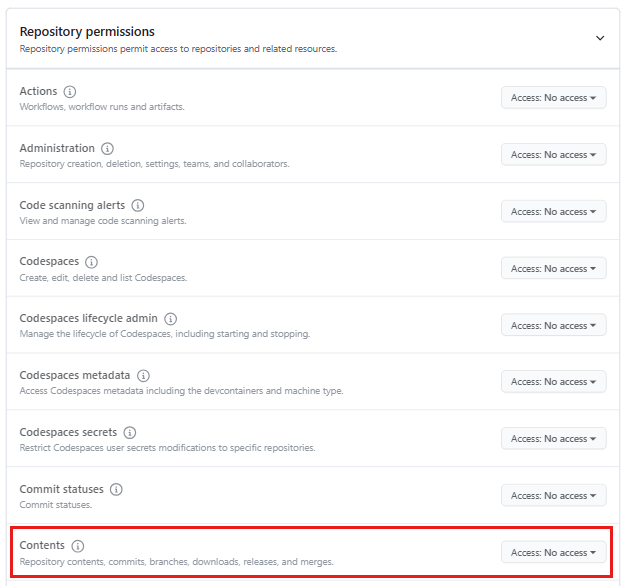 Repository permissions
Repository permissions permit access to repositories and related resources.
Actions
Access: No access
Workflows, workflow runs and artifacts.
Administration
Access: No access
Repository creation, deletion, settings, teams, and collaborators.
Code scanning alerts
Access: No access
View and manage code scanning alerts.
Codespaces
Access: No access
Create, edit, delete and list Codespaces.
Codespaces lifecycle admin
Access: No access
Manage the lifecycle of Codespaces, including starting and stopping.
Codespaces metadata
Access: No access
Access Codespaces metadata including the devcontainers and machine type.
Codespaces secrets
Access: No access
Restrict Codespaces user secrets modifications to specific repositories.
Commit statuses
Access: No access
Commit statuses.
Contents
Access: No access
Repository contents, commits, branches, downloads, releases, and merges.